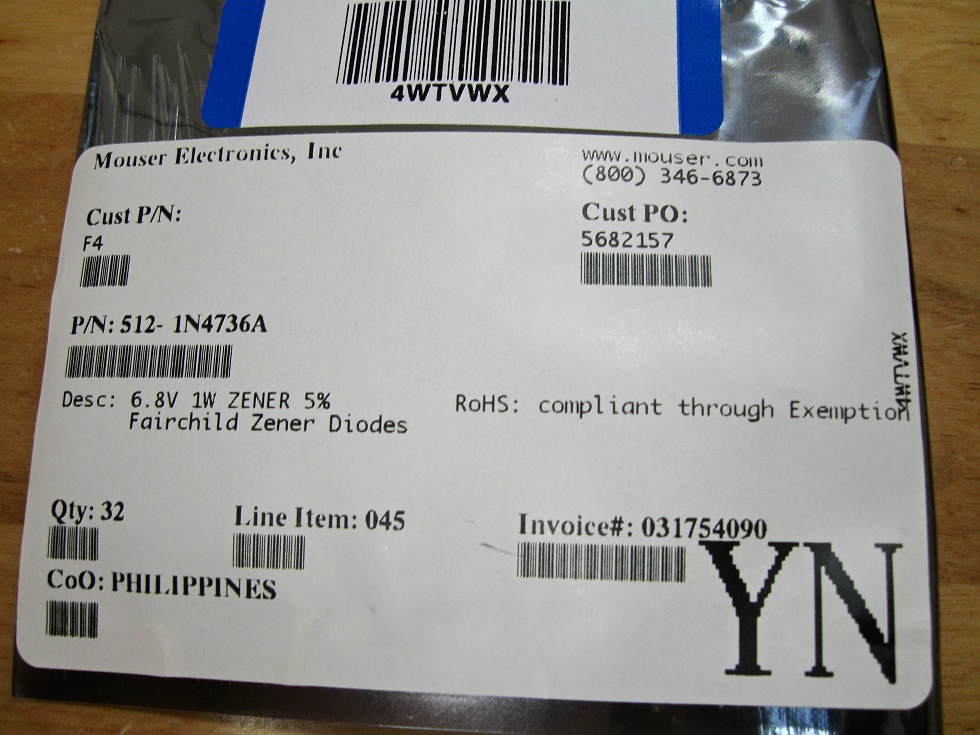 4WTVWX
Mouser Electronics, Inc
www.mouser.com
(800) 346-6873
Cust P/N:
F4
Cust PO:
5682157
P/N: 512- 1N4736A
4WTVWX
Desc: 6.8V 1W ZENER 5%
Fairchild Zener Diodes
RoHS: compliant through Exemption
Qty: 32
Line Item: 045
Invoice#: 031754090
CoO: PHILIPPINES
YN